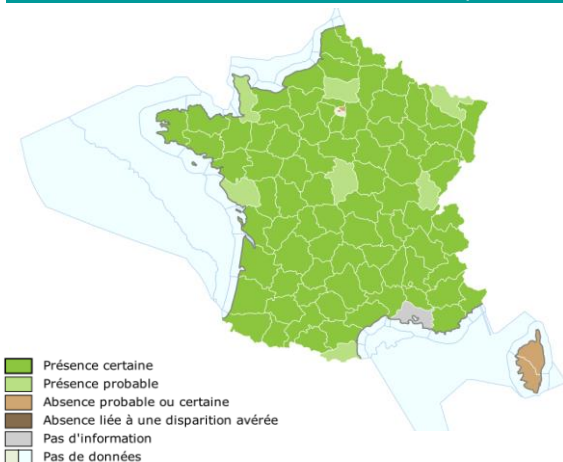 Présence certaine
Présence probable
Absence probable ou certaine
Absence liée à une disparition avérée
Pas d'information
Pas de données